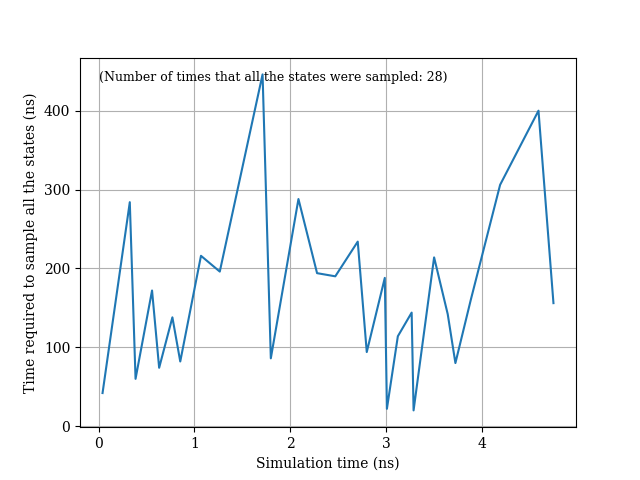 (Number of times that all the states were sampled: 28)
Time required to sample all the states (ns)
400
300
200
100
0
0 1 2 3 4
Simulation time (ns)